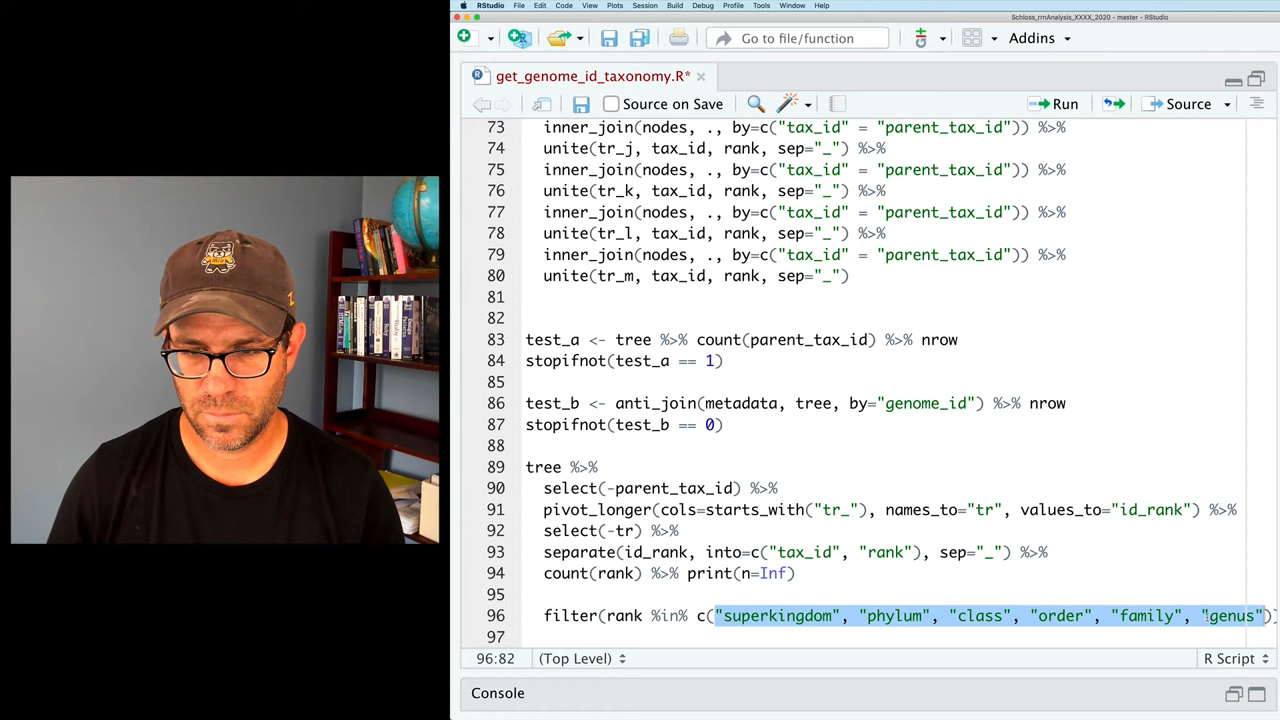 RStudio File Edit Code View Plots Session Build Debug Profile Tools Window Help
Schloss_rrnAnalysis_XXXX_2020 - master - RStudio
Go to file/function Addins
get_genome_id_taxonomy.R*
Source on Save Run Source
73 inner_join(nodes, ., by=c("tax_id" = "parent_tax_id")) %>%
74 unite(tr_j, tax_id, rank, sep="_") %>%
75 inner_join(nodes, ., by=c("tax_id" = "parent_tax_id")) %>%
76 unite(tr_k, tax_id, rank, sep="_") %>%
77 inner_join(nodes, ., by=c("tax_id" = "parent_tax_id")) %>%
78 unite(tr_l, tax_id, rank, sep="_") %>%
79 inner_join(nodes, ., by=c("tax_id" = "parent_tax_id")) %>%
80 unite(tr_m, tax_id, rank, sep="_")
81
82
83 test_a <- tree %>% count(parent_tax_id) %>% nrow
84 stopifnot(test_a == 1)
85
86 test_b <- anti_join(metadata, tree, by="genome_id") %>% nrow
87 stopifnot(test_b == 0)
88
89 tree %>%
90 select(-parent_tax_id) %>%
91 pivot_longer(cols=starts_with("tr_"), names_to="tr", values_to="id_rank") %>%
92 select(-tr) %>%
93 separate(id_rank, into=c("tax_id", "rank"), sep="_") %>%
94 count(rank) %>% print(n=Inf)
95
96 filter(rank %in% c("superkingdom", "phylum", "class", "order", "family", "genus"))
97
96:82 (Top Level) R Script
Console